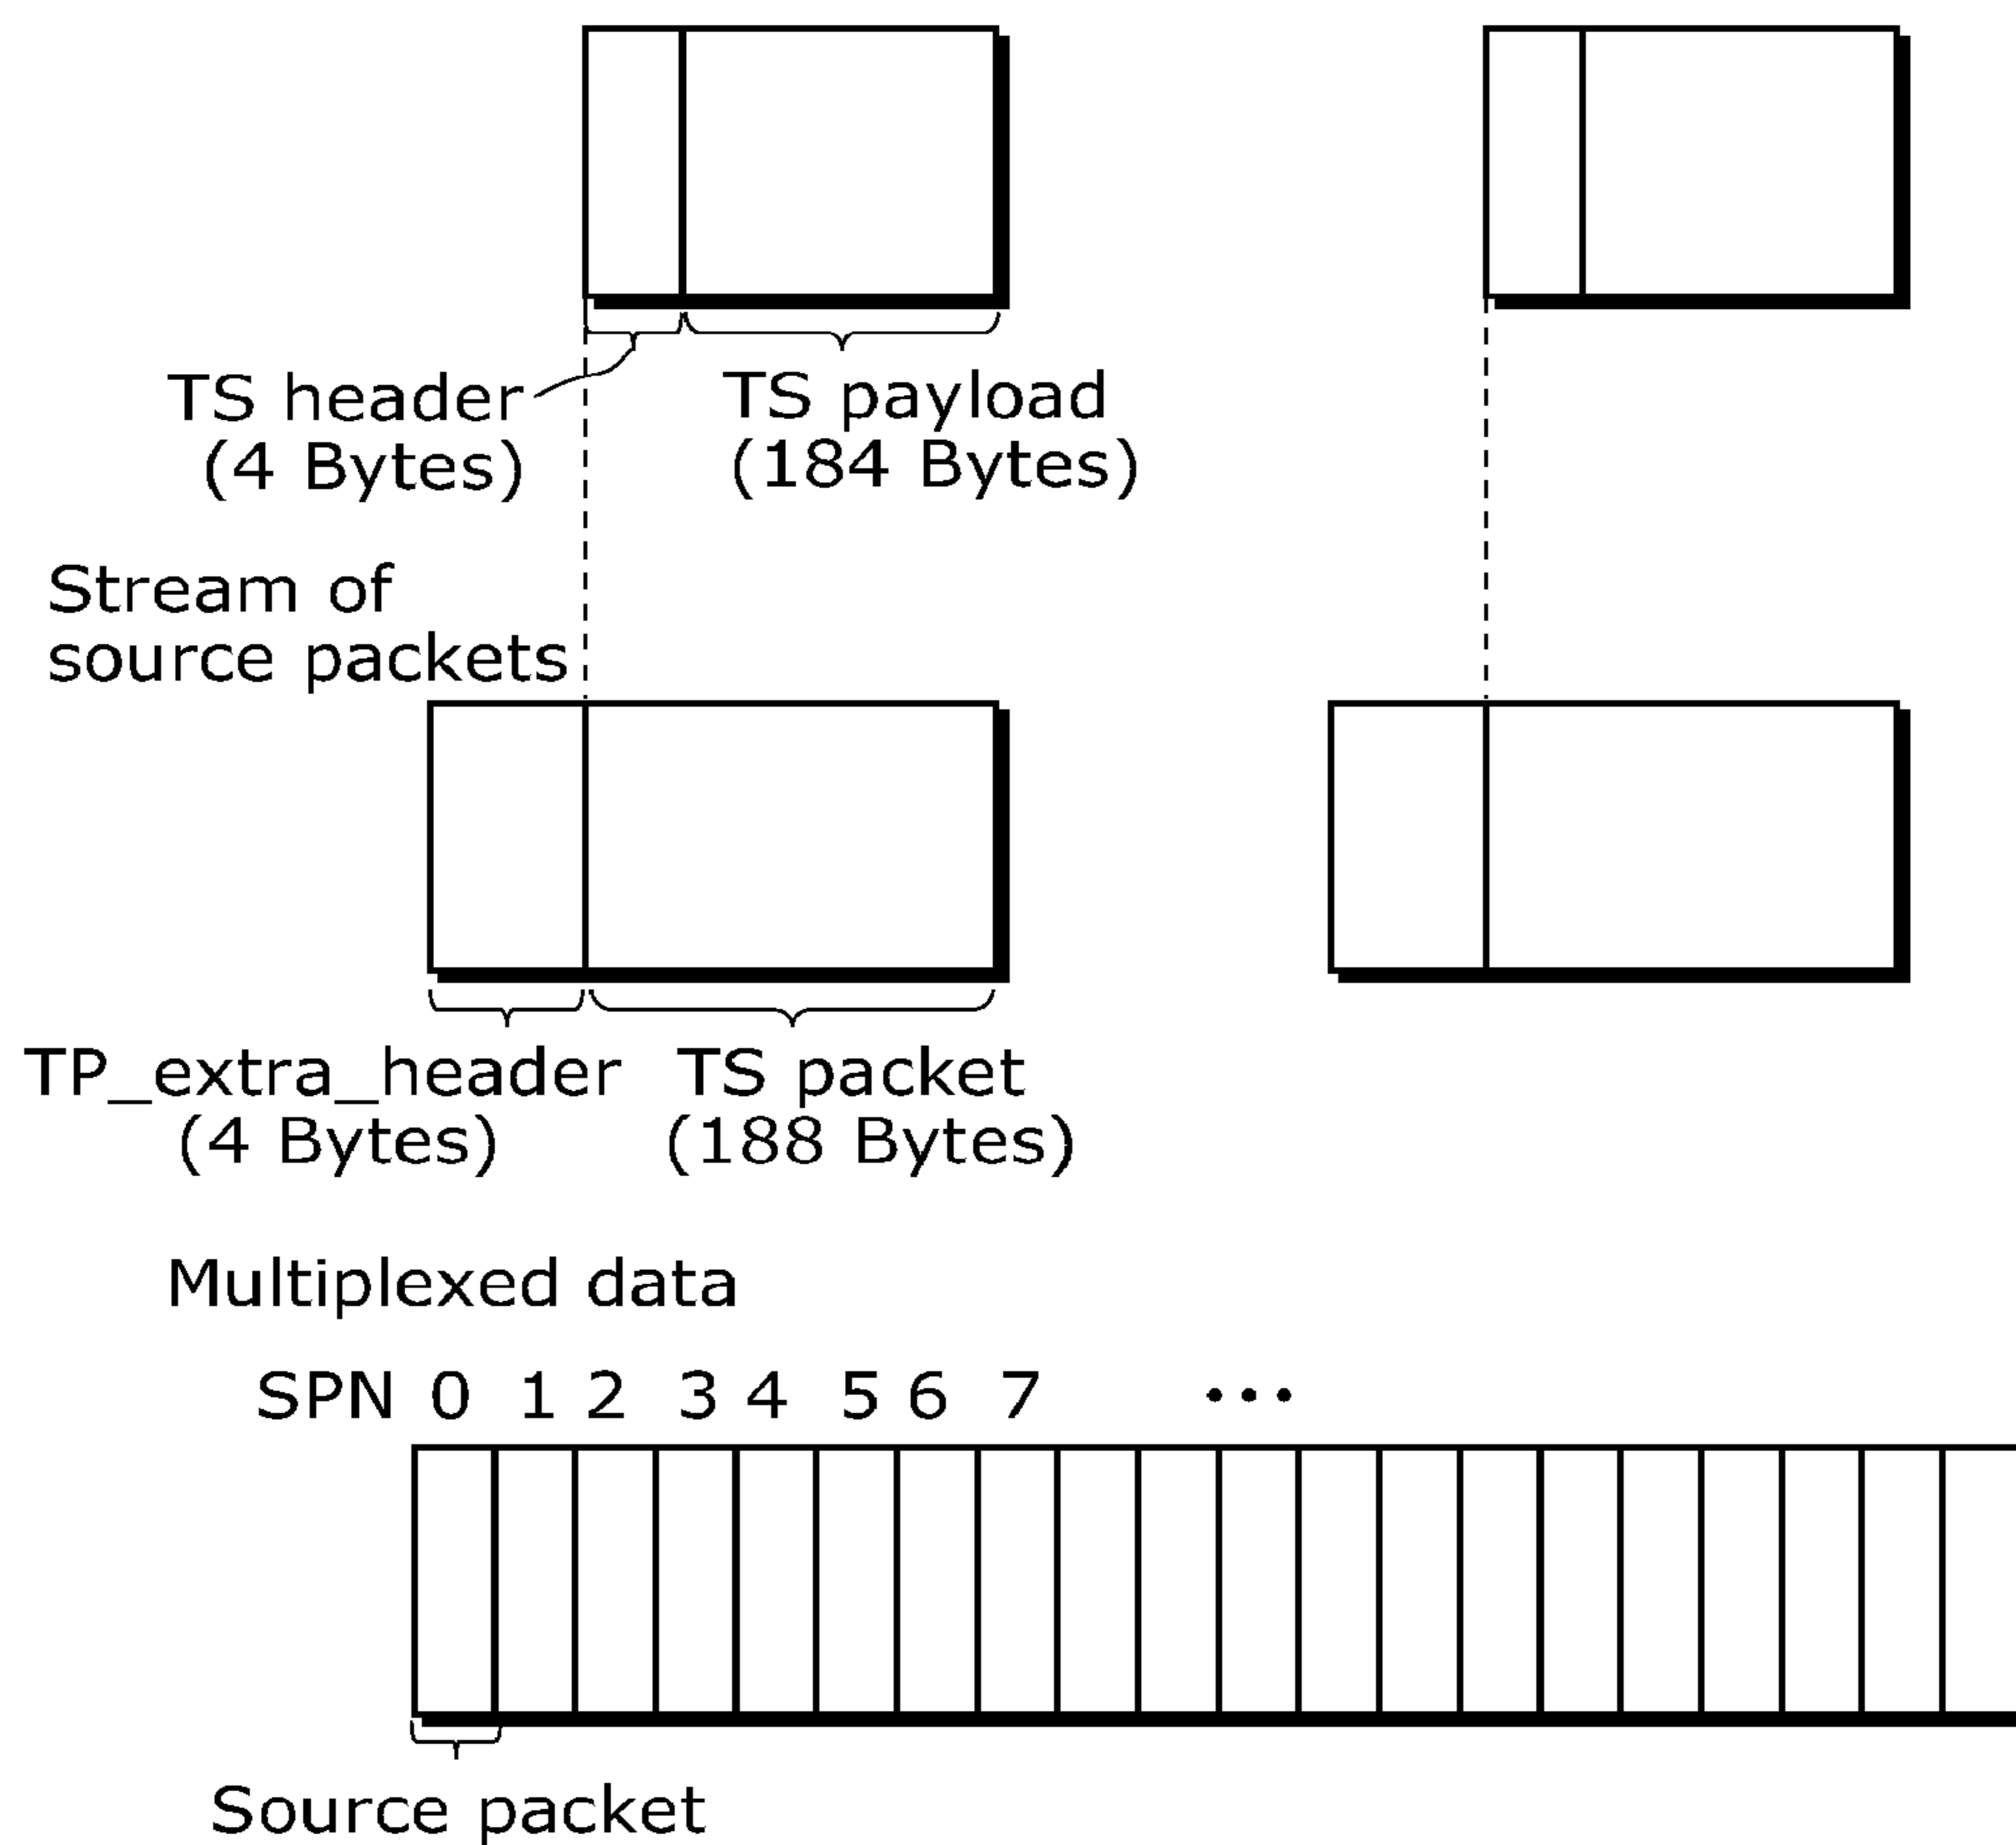 TS header
(4 Bytes)
TS payload
(184 Bytes)
Stream of
source packets
TP_extra_header
(4 Bytes)
TS packet
(188 Bytes)
Multiplexed data
SPN 0 1 2 3 4 5 6 7 ...
Source packet